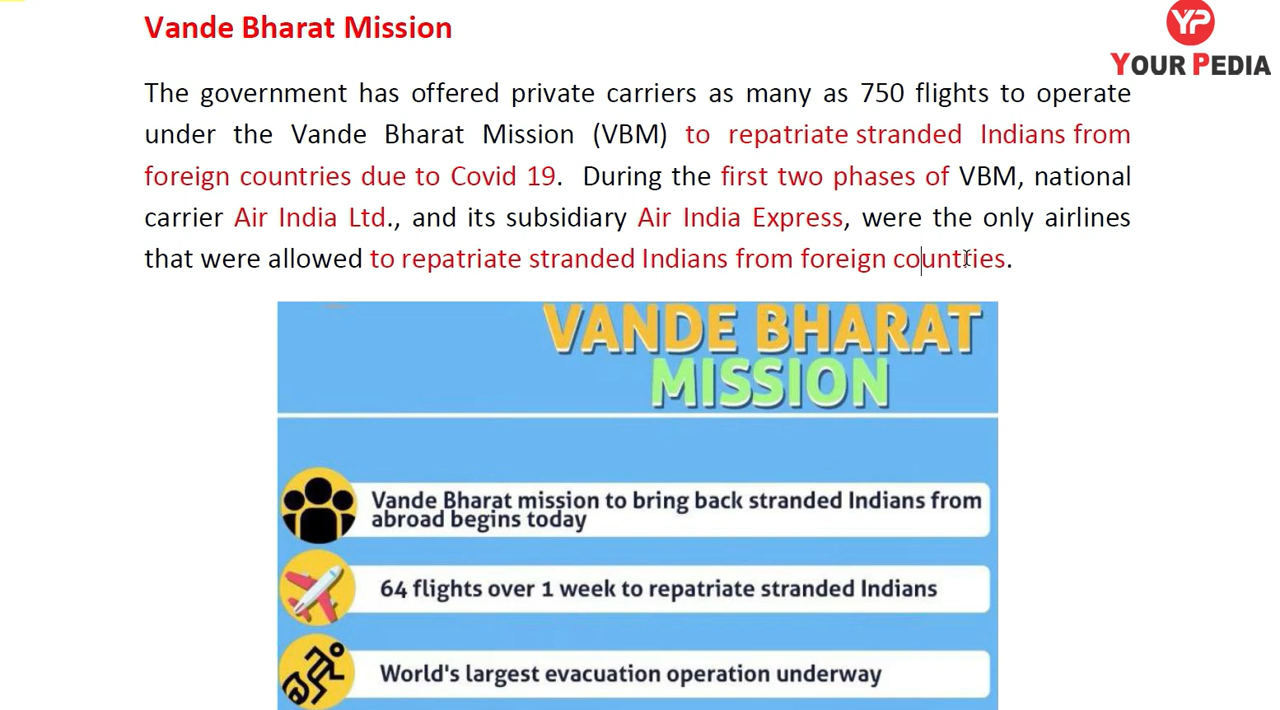 Vande Bharat Mission
YP
YOUR PEDIA
The government has offered private carriers as many as 750 flights to operate
under the Vande Bharat Mission (VBM) to repatriate stranded Indians from
foreign countries due to Covid 19. During the first two phases of VBM, national
carrier Air India Ltd., and its subsidiary Air India Express, were the only airlines
that were allowed to repatriate stranded Indians from foreign countries.
VANDE BHARAT
MISSION
Vande Bharat mission to bring back stranded Indians from
abroad begins today
64 flights over 1 week to repatriate stranded Indians
World's largest evacuation operation underway